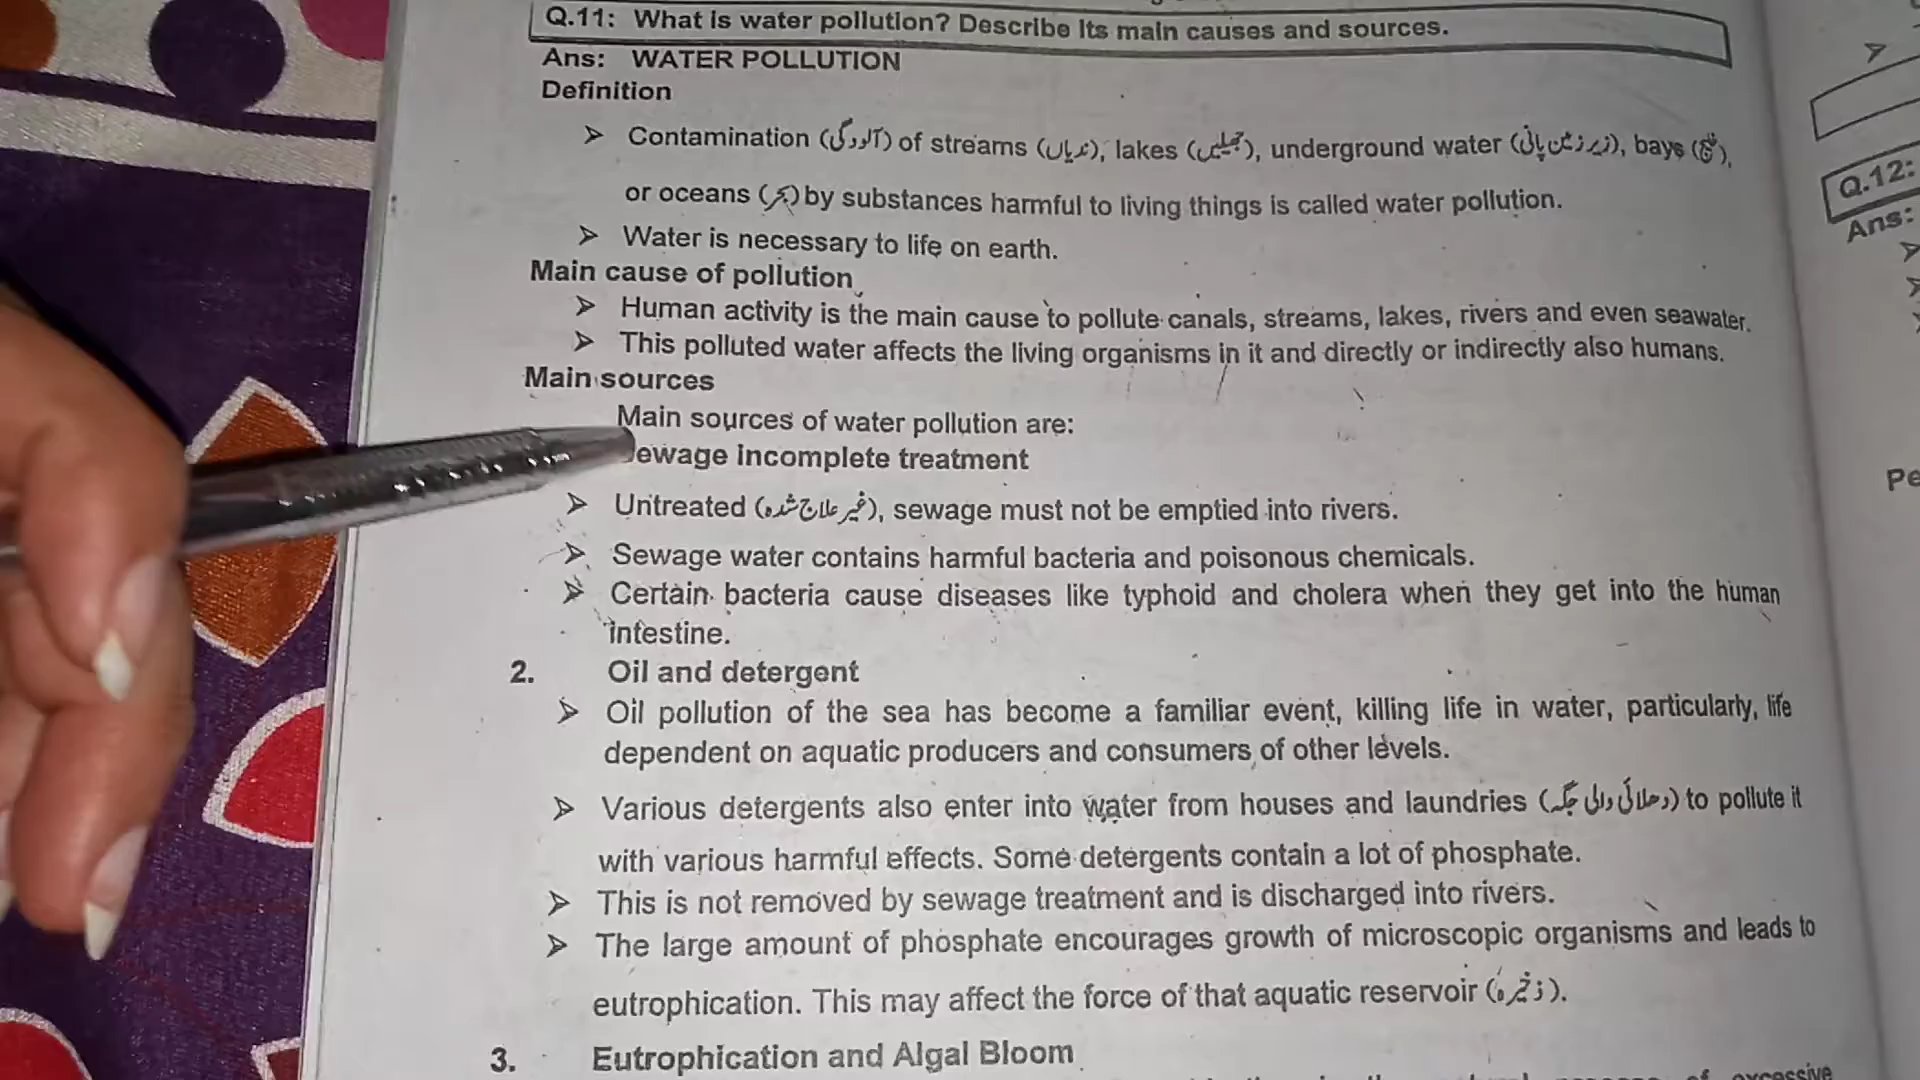 Q.11: What is water pollution? Describe its main causes and sources.
Ans: WATER POLLUTION
Definition
➢ Contamination (آلودگی) of streams (ندیاں), lakes (جھیلیں), underground water (زیر زمین پانی), bays (خلیج),
or oceans (بحر) by substances harmful to living things is called water pollution.
➢ Water is necessary to life on earth.
Main cause of pollution
➢ Human activity is the main cause to pollute canals, streams, lakes, rivers and even seawater.
➢ This polluted water affects the living organisms in it and directly or indirectly also humans.
Main sources
Main sources of water pollution are:
ewage incomplete treatment
➢ Untreated (غیر علاج شدہ), sewage must not be emptied into rivers.
➢ Sewage water contains harmful bacteria and poisonous chemicals.
➢ Certain bacteria cause diseases like typhoid and cholera when they get into the human
intestine.
2. Oil and detergent
➢ Oil pollution of the sea has become a familiar event, killing life in water, particularly, life
dependent on aquatic producers and consumers of other levels.
➢ Various detergents also enter into water from houses and laundries (دھلائی والی جگہ) to pollute it
with various harmful effects. Some detergents contain a lot of phosphate.
➢ This is not removed by sewage treatment and is discharged into rivers.
➢ The large amount of phosphate encourages growth of microscopic organisms and leads to
eutrophication. This may affect the force of that aquatic reservoir (ذخیرہ).
3. Eutrophication and Algal Bloom
of excessive
Q.12:
Ans:
Pe